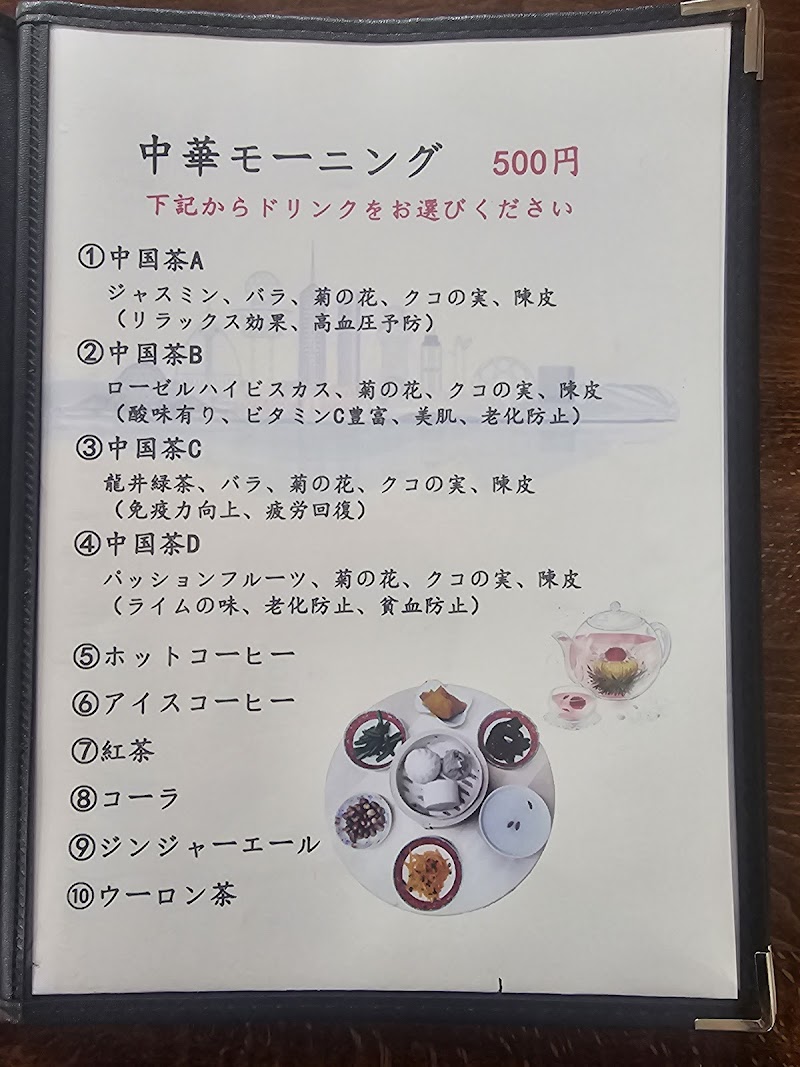 中華モーニング 500円
下記からドリンクをお選びください
①中国茶A
ジャスミン、バラ、菊の花、クコの実、陳皮
（リラックス効果、高血圧予防）
②中国茶B
ローゼルハイビスカス、菊の花、クコの実、陳皮
（酸味有り、ビタミンC豊富、美肌、老化防止）
③中国茶C
龍井緑茶、バラ、菊の花、クコの実、陳皮
（免疫力向上、疲労回復）
④中国茶D
パッションフルーツ、菊の花、クコの実、陳皮
（ライムの味、老化防止、貧血防止）
⑤ホットコーヒー
⑥アイスコーヒー
⑦紅茶
⑧コーラ
⑨ジンジャーエール
⑩ウーロン茶